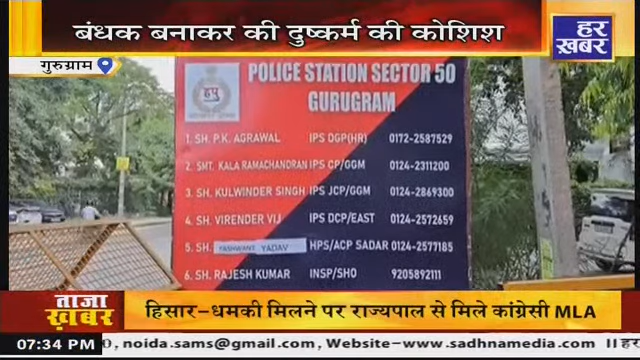 बंधक बनाकर की दुष्कर्म की कोशिश
ताज़ा
हर
ख़बर
गुरुग्राम
हपु
POLICE STATION SECTOR 50
GURUGRAM
1. SH. P.K. AGRAWAL IPS DGP(HR) 0172-2587529
2. SMT. KALA RAMACHANDRAN IPS CP/GGM 0124-2311200
3. SH. KULWINDER SINGH IPS JCP/GGM 0124-2869300
4. SH. VIRENDER VIJ IPS DCP/EAST 0124-2572659
5. SH. YASHWANT YADAV HPS/ACP SADAR 0124-2577185
6. SH. RAJESH KUMAR INSP/SHO 9205892111
ताजा
ख़बर
हिसार-धमकी मिलने पर राज्यपाल से मिले कांग्रेसी MLA
07:34 PM 0, noida.sams@gmail.com, Website:-www.sadhnamedia.com ॥हर